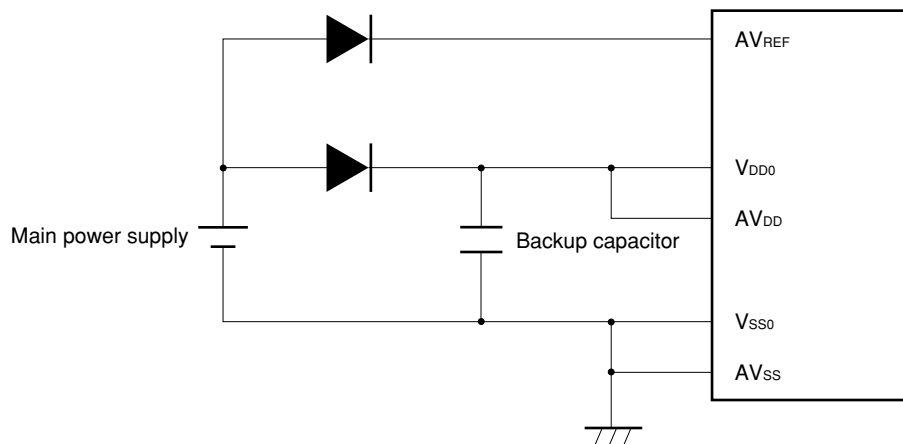 AVREF
VDD0
AVDD
Main power supply
Backup capacitor
VSS0
AVSS